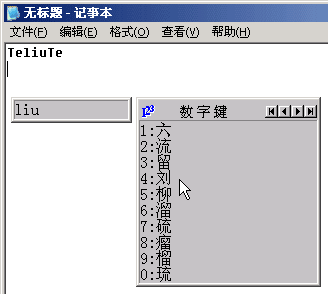 无标题 - 记事本
文件(F) 编辑(E) 格式(O) 查看(V) 帮助(H)
TeliuTe
liu
123 数字鍵
1:六
2:流
3:留
4:刘
5:柳
6:溜
7:硫
8:瘤
9:榴
0:琉